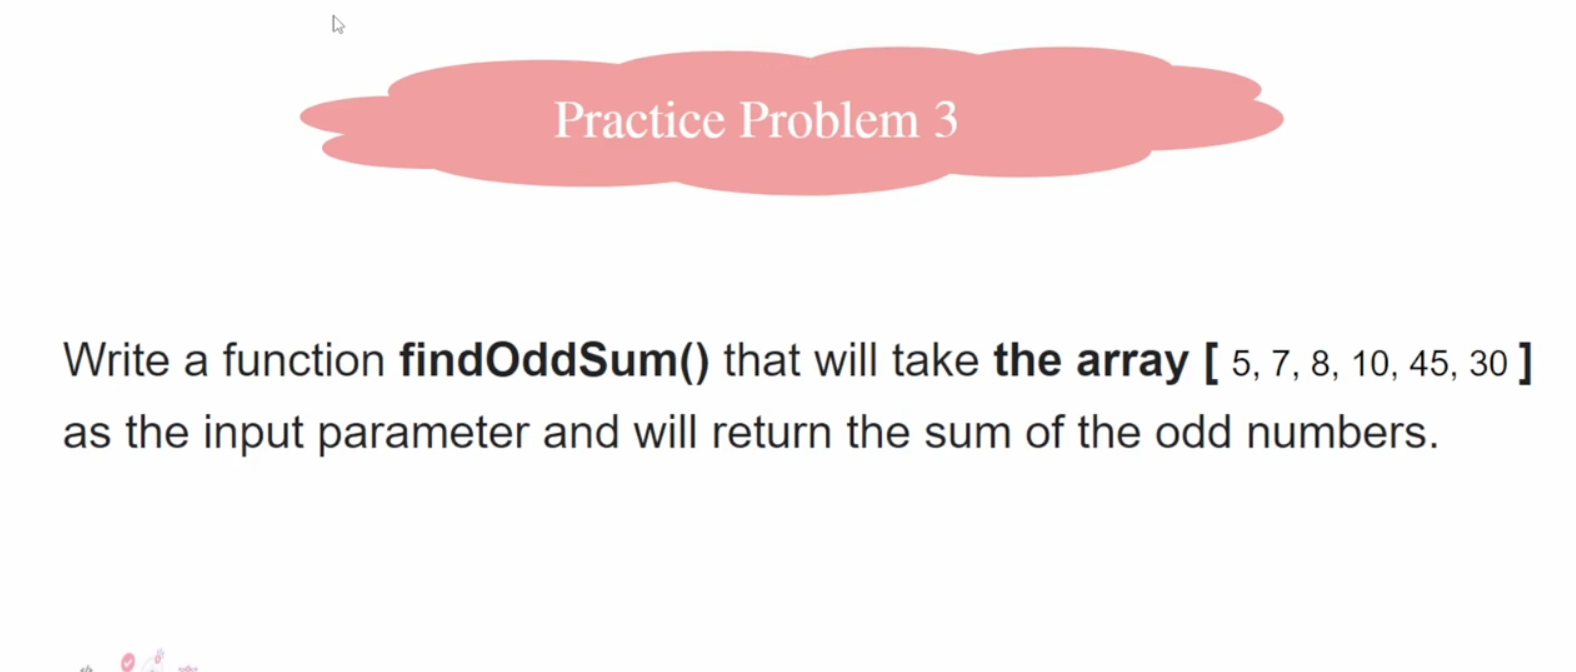 Practice Problem 3
Write a function findOddSum() that will take the array [ 5, 7, 8, 10, 45, 30 ]
as the input parameter and will return the sum of the odd numbers.